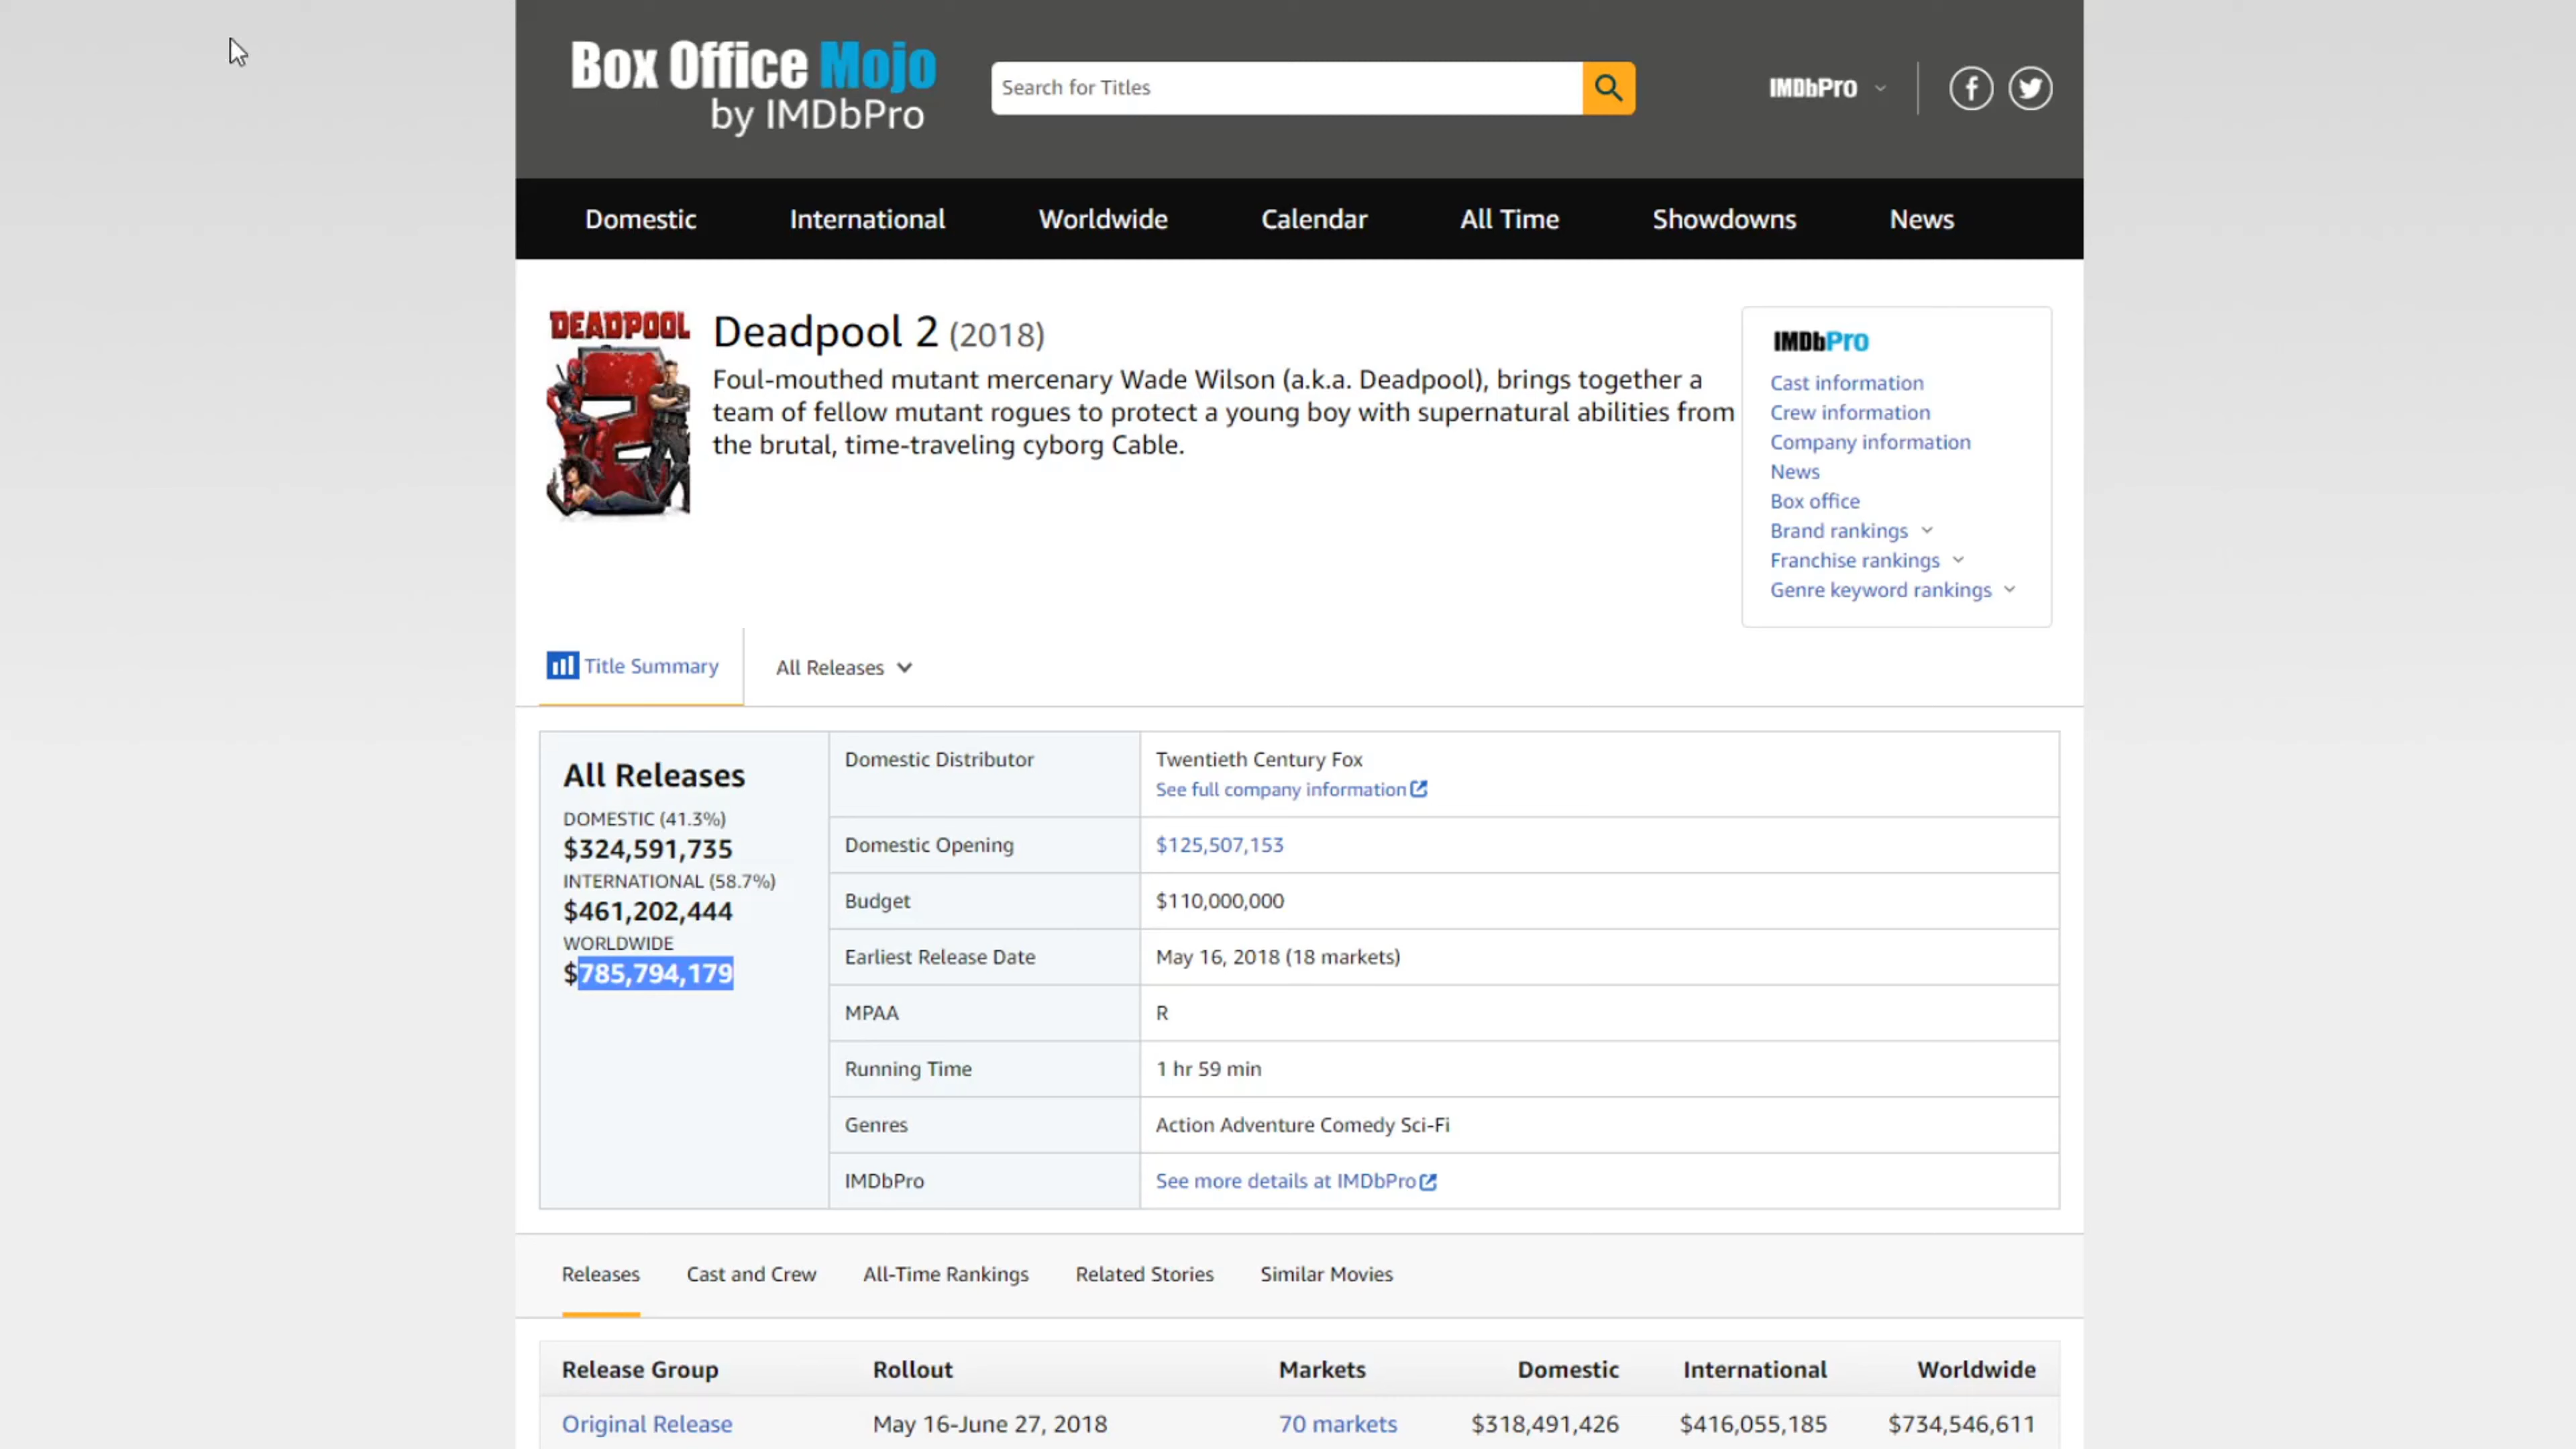 Box Office Mojo
by IMDbPro
Search for Titles
IMDbPro
Domestic International Worldwide Calendar All Time Showdowns News
DEADPOOL
2
Deadpool 2 (2018)
Foul-mouthed mutant mercenary Wade Wilson (a.k.a. Deadpool), brings together a
team of fellow mutant rogues to protect a young boy with supernatural abilities from
the brutal, time-traveling cyborg Cable.
IMDbPro
Cast information
Crew information
Company information
News
Box office
Brand rankings
Franchise rankings
Genre keyword rankings
Title Summary All Releases
All Releases
DOMESTIC (41.3%)
$324,591,735
INTERNATIONAL (58.7%)
$461,202,444
WORLDWIDE
$785,794,179
Domestic Distributor Twentieth Century Fox
See full company information
Domestic Opening $125,507,153
Budget $110,000,000
Earliest Release Date May 16, 2018 (18 markets)
MPAA R
Running Time 1 hr 59 min
Genres Action Adventure Comedy Sci-Fi
IMDbPro See more details at IMDbPro
Releases Cast and Crew All-Time Rankings Related Stories Similar Movies
Release Group Rollout Markets Domestic International Worldwide
Original Release May 16-June 27, 2018 70 markets $318,491,426 $416,055,185 $734,546,611